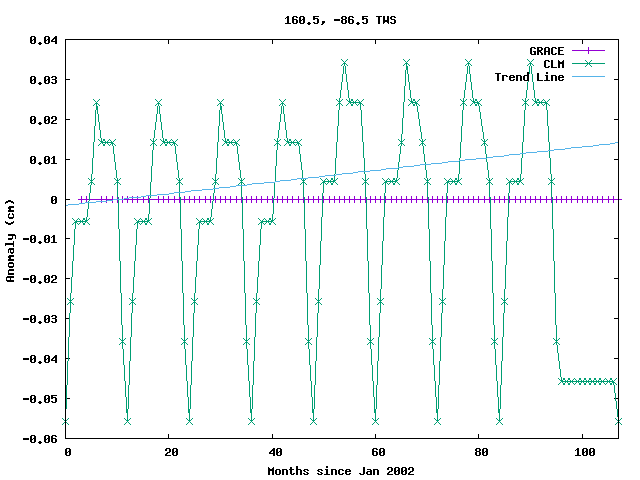 160.5, -86.5 TWS
GRACE
CLM
Trend Line
0.04
0.03
0.02
0.01
0
-0.01
-0.02
-0.03
-0.04
-0.05
-0.06
Anomaly (cm)
0 20 40 60 80 100
Months since Jan 2002